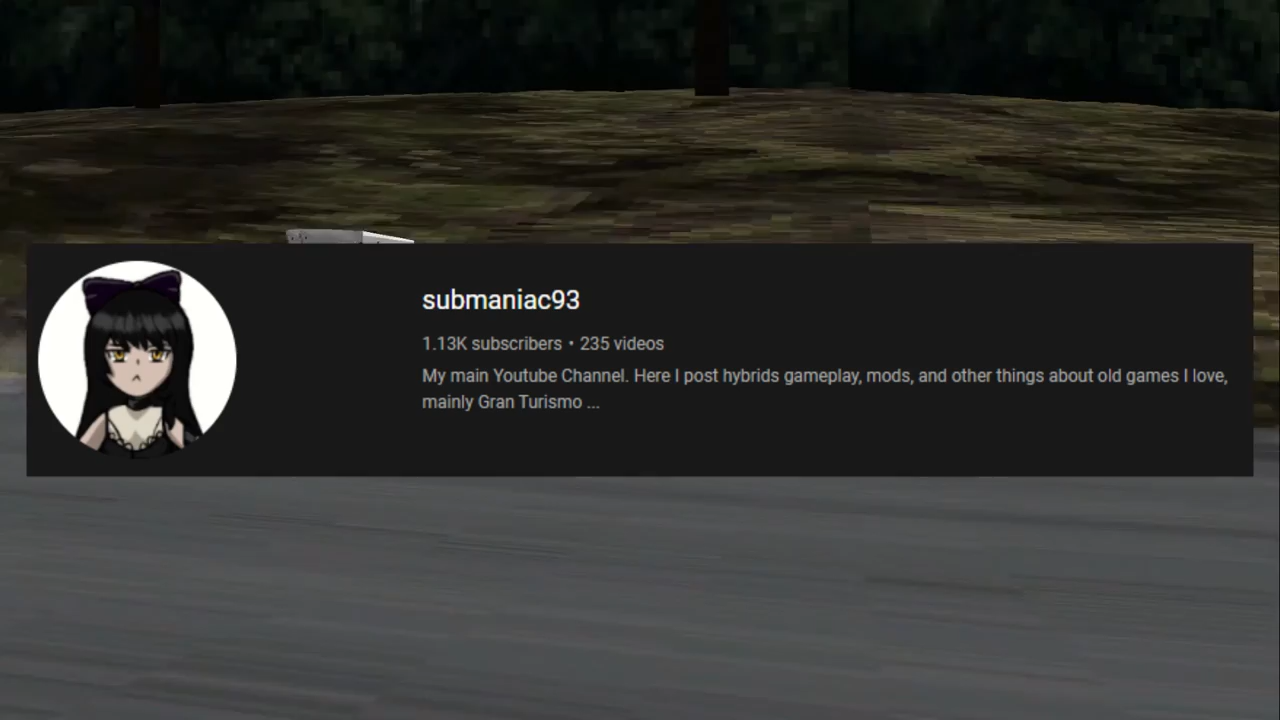 submaniac93
1.13K subscribers • 235 videos
My main Youtube Channel. Here I post hybrids gameplay, mods, and other things about old games I love,
mainly Gran Turismo ...